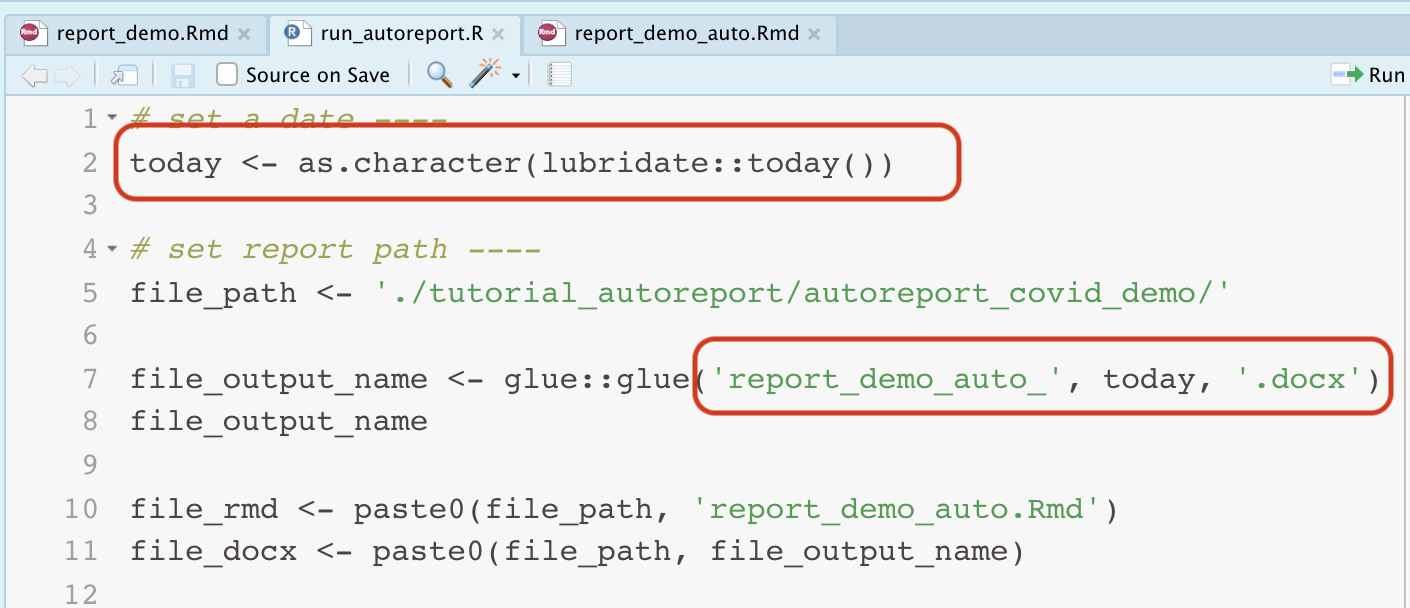 report_demo.Rmd run_autoreport.R report_demo_auto.Rmd
Source on Save Run
1 # set a date ----
2 today <- as.character(lubridate::today())
3
4 # set report path ----
5 file_path <- './tutorial_autoreport/autoreport_covid_demo/'
6
7 file_output_name <- glue::glue('report_demo_auto_', today, '.docx')
8 file_output_name
9
10 file_rmd <- paste0(file_path, 'report_demo_auto.Rmd')
11 file_docx <- paste0(file_path, file_output_name)
12